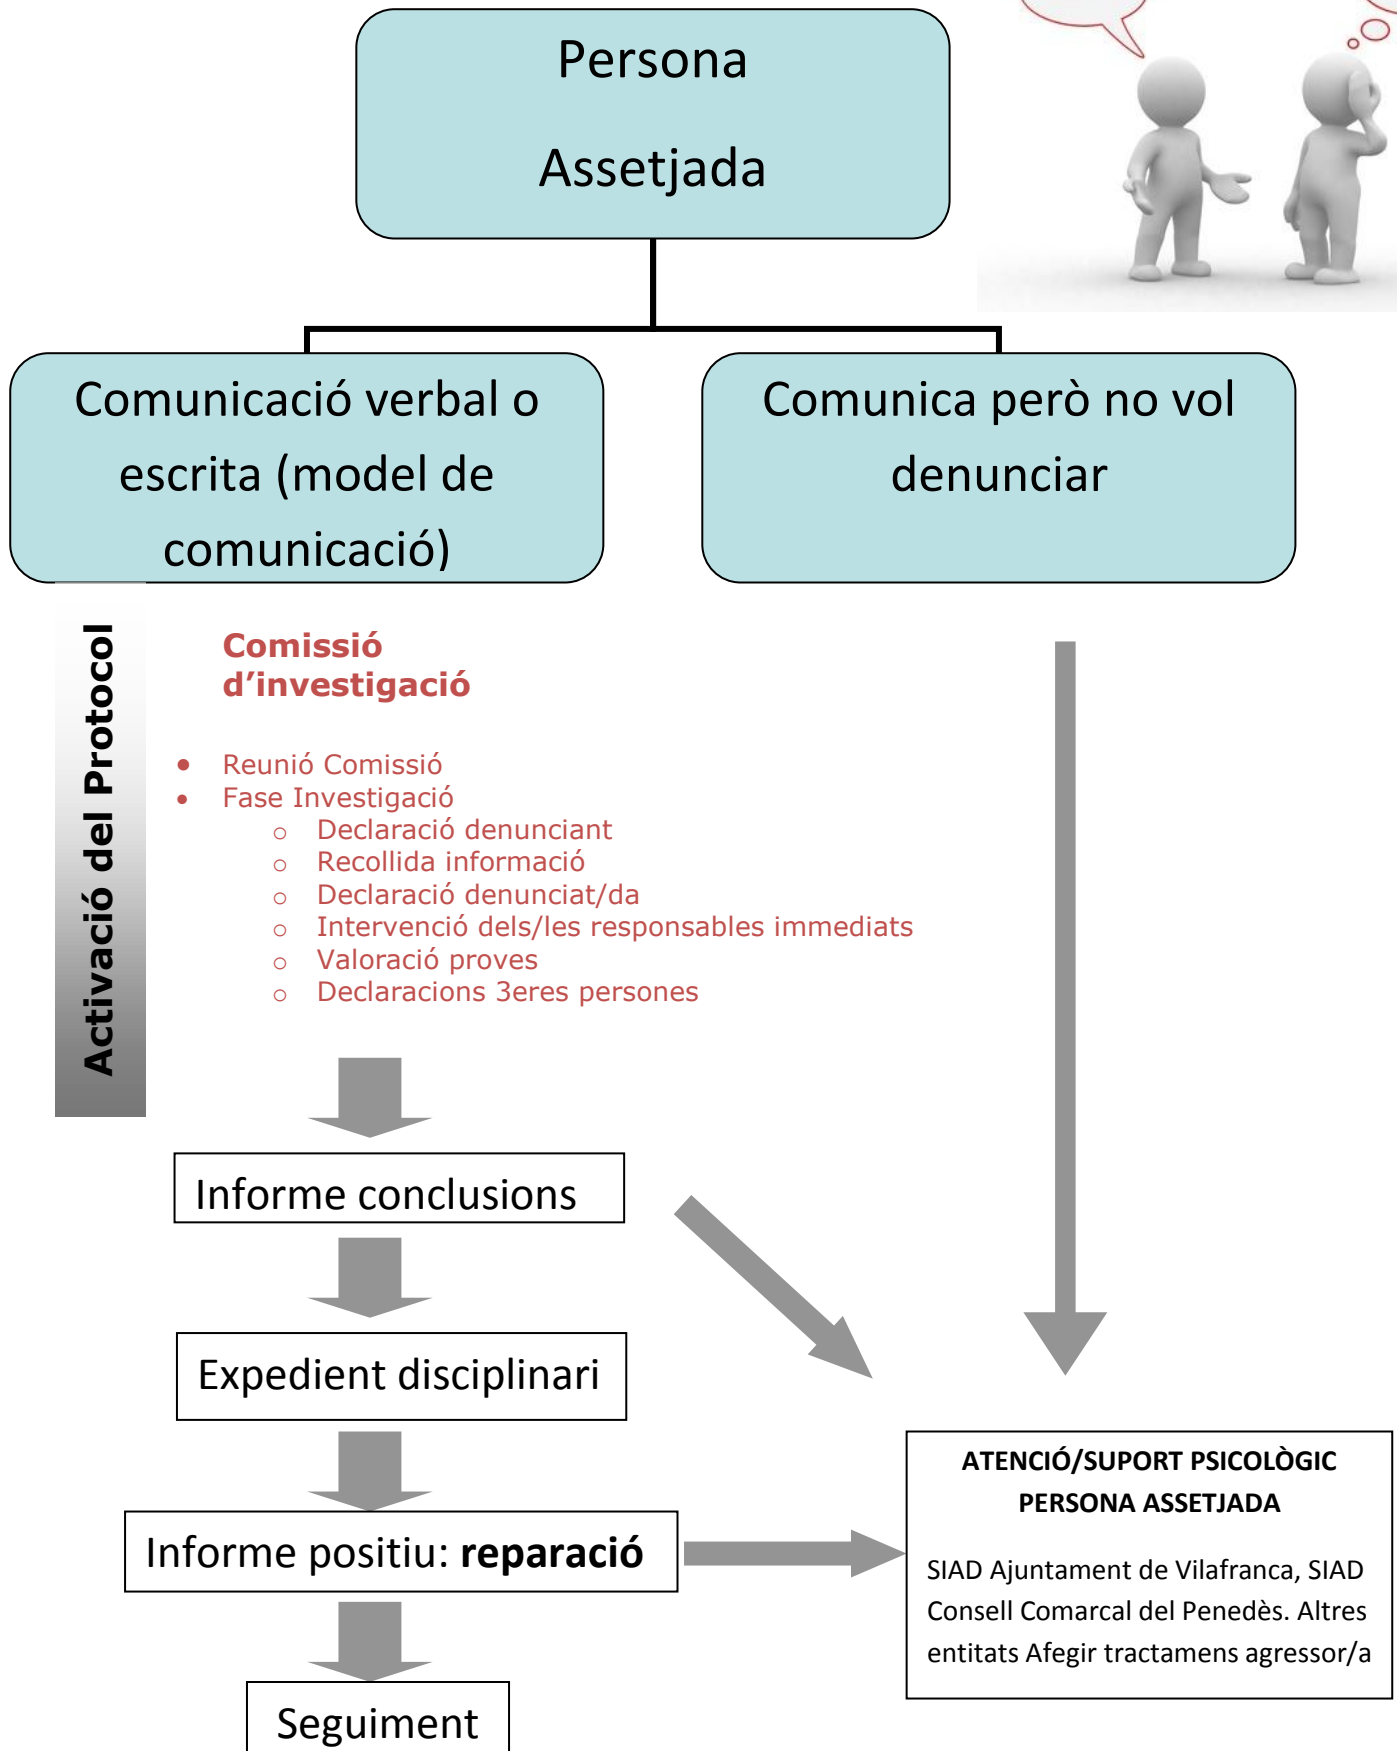 Persona
Assetjada
Comunicació verbal o
escrita (model de
comunicació)
Comunica però no vol
denunciar
Activació del Protocol
Comissió
d’investigació
• Reunió Comissió
• Fase Investigació
o Declaració denunciant
o Recollida informació
o Declaració denunciat/da
o Intervenció dels/les responsables immediats
o Valoració proves
o Declaracions 3eres persones
Informe conclusions
Expedient disciplinari
Informe positiu: reparació
Seguiment
ATENCIÓ/SUPORT PSICOLÒGIC
PERSONA ASSETJADA
SIAD Ajuntament de Vilafranca, SIAD
Consell Comarcal del Penedès. Altres
entitats Afegir tractamens agressor/a